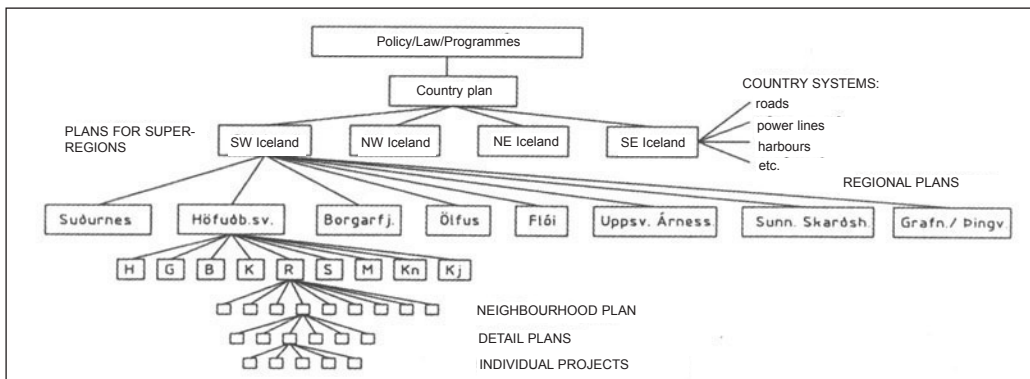 Policy/Law/Programmes
Country plan
COUNTRY SYSTEMS:
roads
power lines
harbours
etc.
PLANS FOR SUPER-
REGIONS
SW Iceland
NW Iceland
NE Iceland
SE Iceland
REGIONAL PLANS
Suðurnes
Höfuðb.sv.
Borgarfj.
Ölfus
Flói
Uppsv. Árness.
Sunn. Skarðsh.
Grafn./ Þingv.
H G B K R S M Kn Kj
NEIGHBOURHOOD PLAN
DETAIL PLANS
INDIVIDUAL PROJECTS